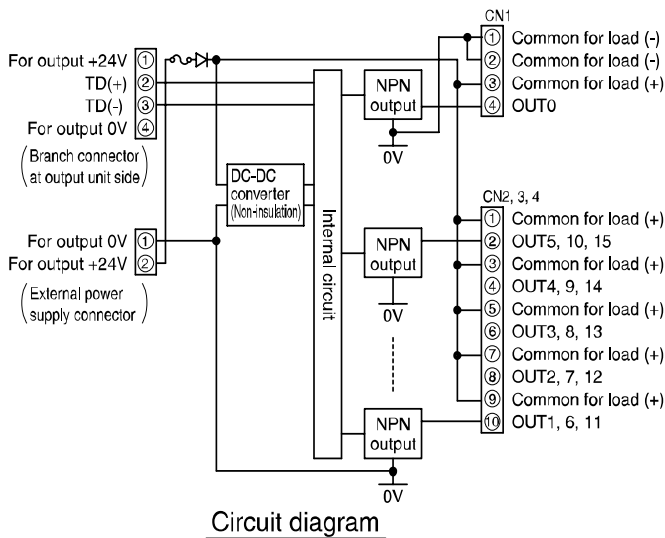 For output +24V ①
TD(+) ②
TD(-) ③
For output 0V ④
(Branch connector
at output unit side)
For output 0V ①
For output +24V ②
(External power
supply connector)
DC-DC
converter
(Non-insulation)
Internal circuit
NPN
output
0V
NPN
output
0V
NPN
output
0V
CN1
① Common for load (-)
② Common for load (-)
③ Common for load (+)
④ OUT0
CN2, 3, 4
① Common for load (+)
② OUT5, 10, 15
③ Common for load (+)
④ OUT4, 9, 14
⑤ Common for load (+)
⑥ OUT3, 8, 13
⑦ Common for load (+)
⑧ OUT2, 7, 12
⑨ Common for load (+)
⑩ OUT1, 6, 11
Circuit diagram